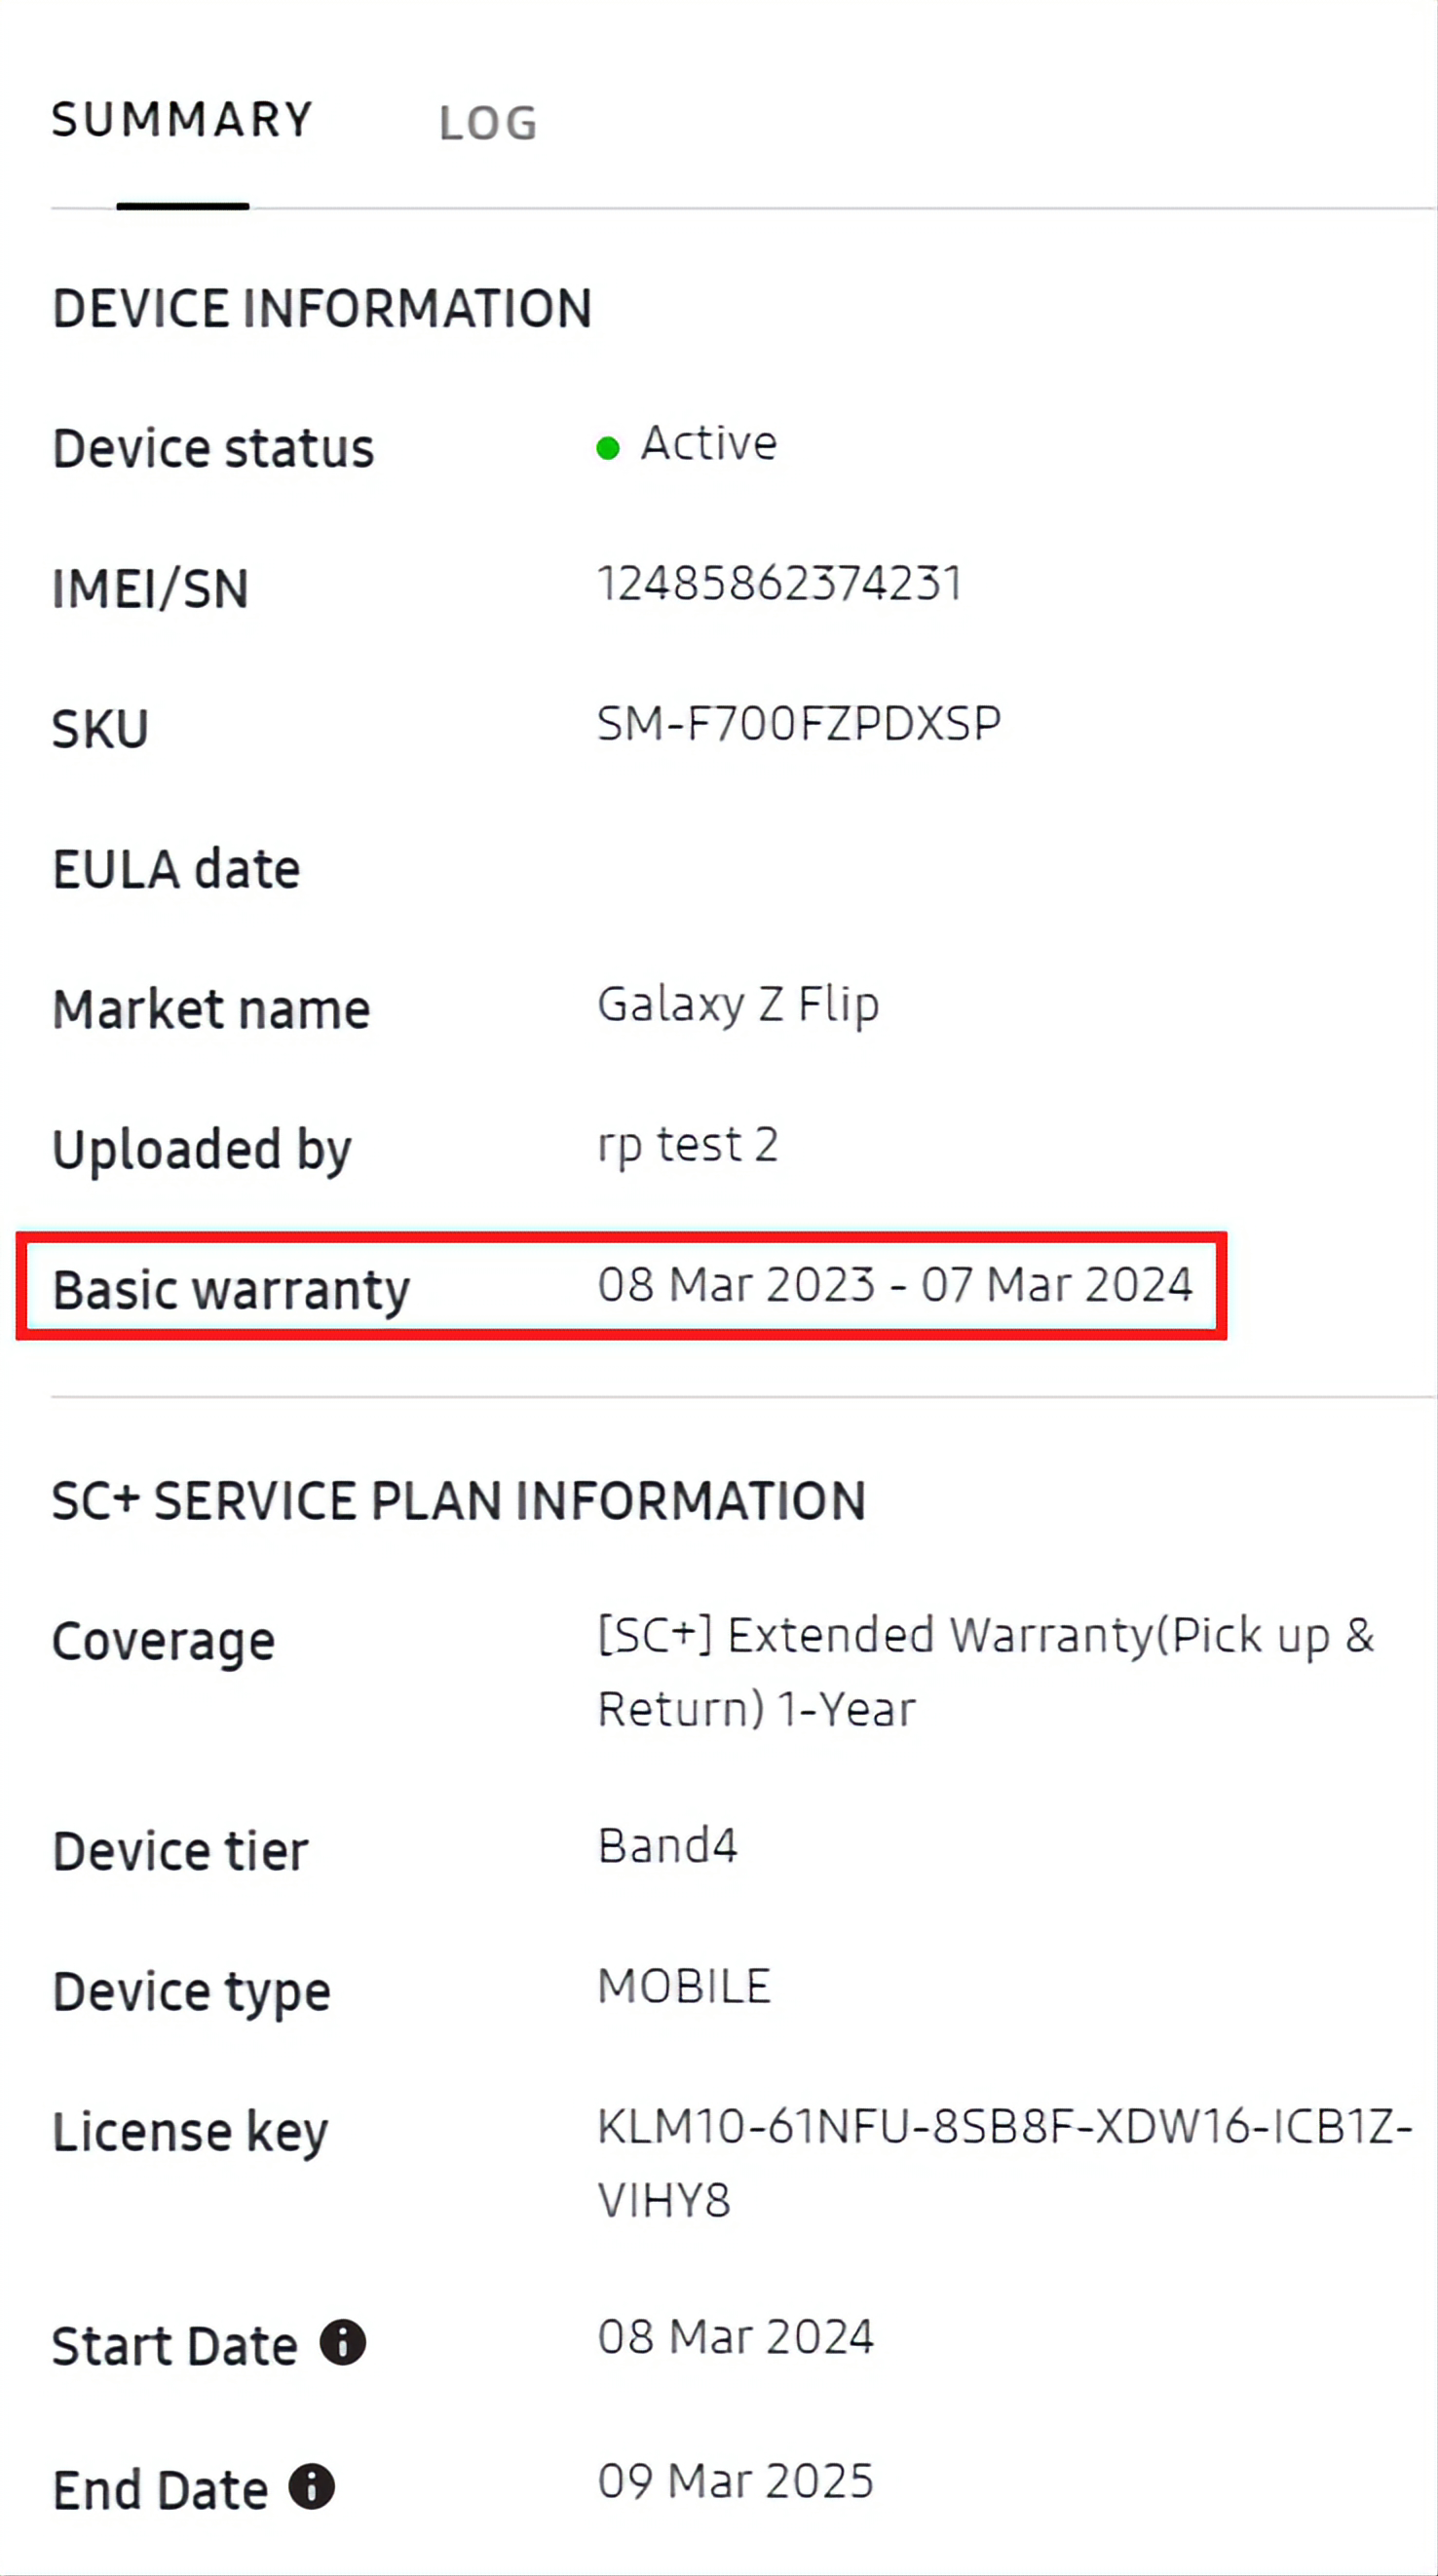 SUMMARY LOG
DEVICE INFORMATION
Device status Active
IMEI/SN 12485862374231
SKU SM-F700FZPDXSP
EULA date
Market name Galaxy Z Flip
Uploaded by rp test 2
Basic warranty 08 Mar 2023 - 07 Mar 2024
SC+ SERVICE PLAN INFORMATION
Coverage [SC+] Extended Warranty(Pick up &
Return) 1-Year
Device tier Band4
Device type MOBILE
License key KLM10-61NFU-8SB8F-XDW16-ICB1Z-
VIHY8
Start Date 08 Mar 2024
End Date 09 Mar 2025